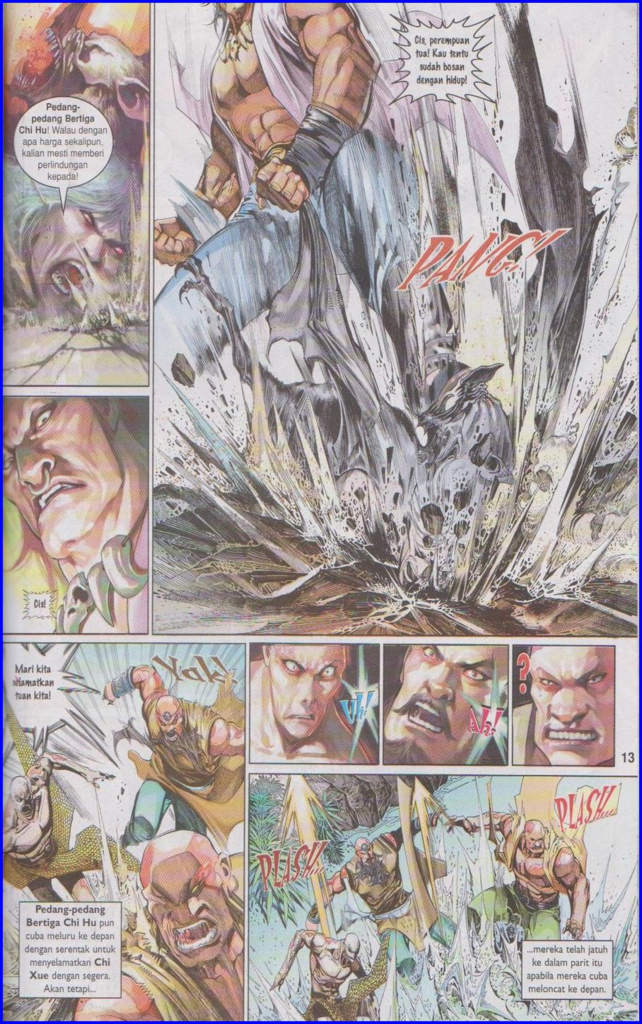 Pedang-
pedang Bertiga
Chi Hu! Walau dengan
apa harga sekalipun,
kalian mesti memberi
perlindungan
kepada!
Cis, perempuan
tua! Kau tentu
sudah bosan
dengan hidup!
PANG!
Cis!
Mari kita
silamatkan
tuan kita!
Yak!
Uh!
Ah!
?
13
Pedang-pedang
Bertiga Chi Hu pun
cuba meluru ke depan
dengan serentak untuk
menyelamatkan Chi
Xue dengan segera.
Akan tetapi...
PLASH
PLASH
...mereka telah jatuh
ke dalam parit itu
apabila mereka cuba
meloncat ke depan.